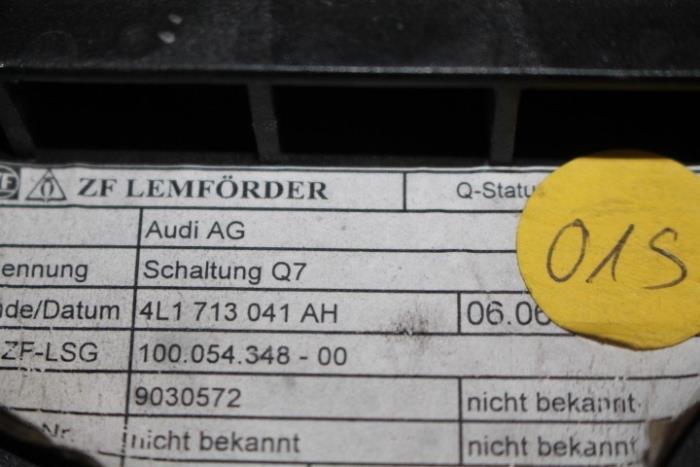 ZF LEMFÖRDER Q-Statu
Audi AG
ennung Schaltung Q7
de/Datum 4L1 713 041 AH 06.06
ZF-LSG 100.054.348 - 00
9030572 nicht bekannt
Nr. nicht bekannt nicht bekannt
01S